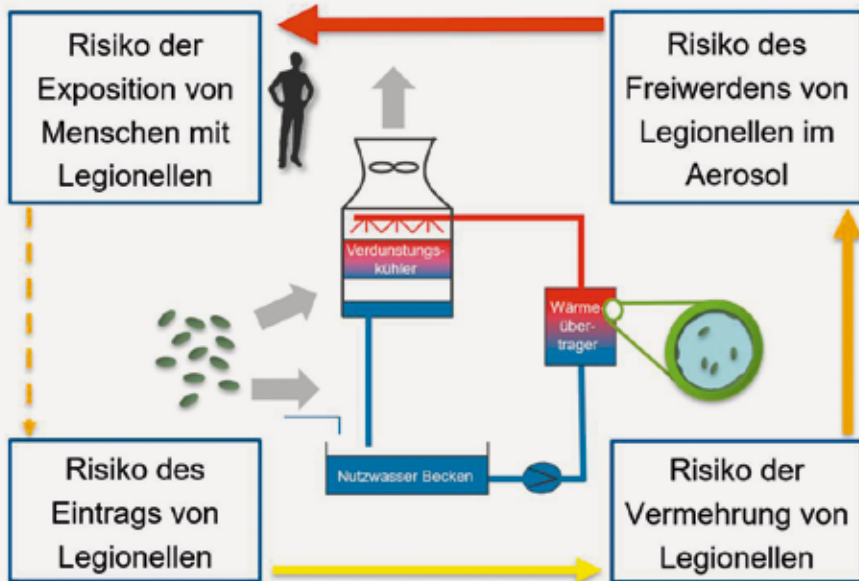 Risiko der
Exposition von
Menschen mit
Legionellen
Risiko des
Freiwerdens von
Legionellen im
Aerosol
Verdunstungs-
kühler
Wärme-
über-
trager
Nutzwasser Becken
Risiko des
Eintrags von
Legionellen
Risiko der
Vermehrung von
Legionellen